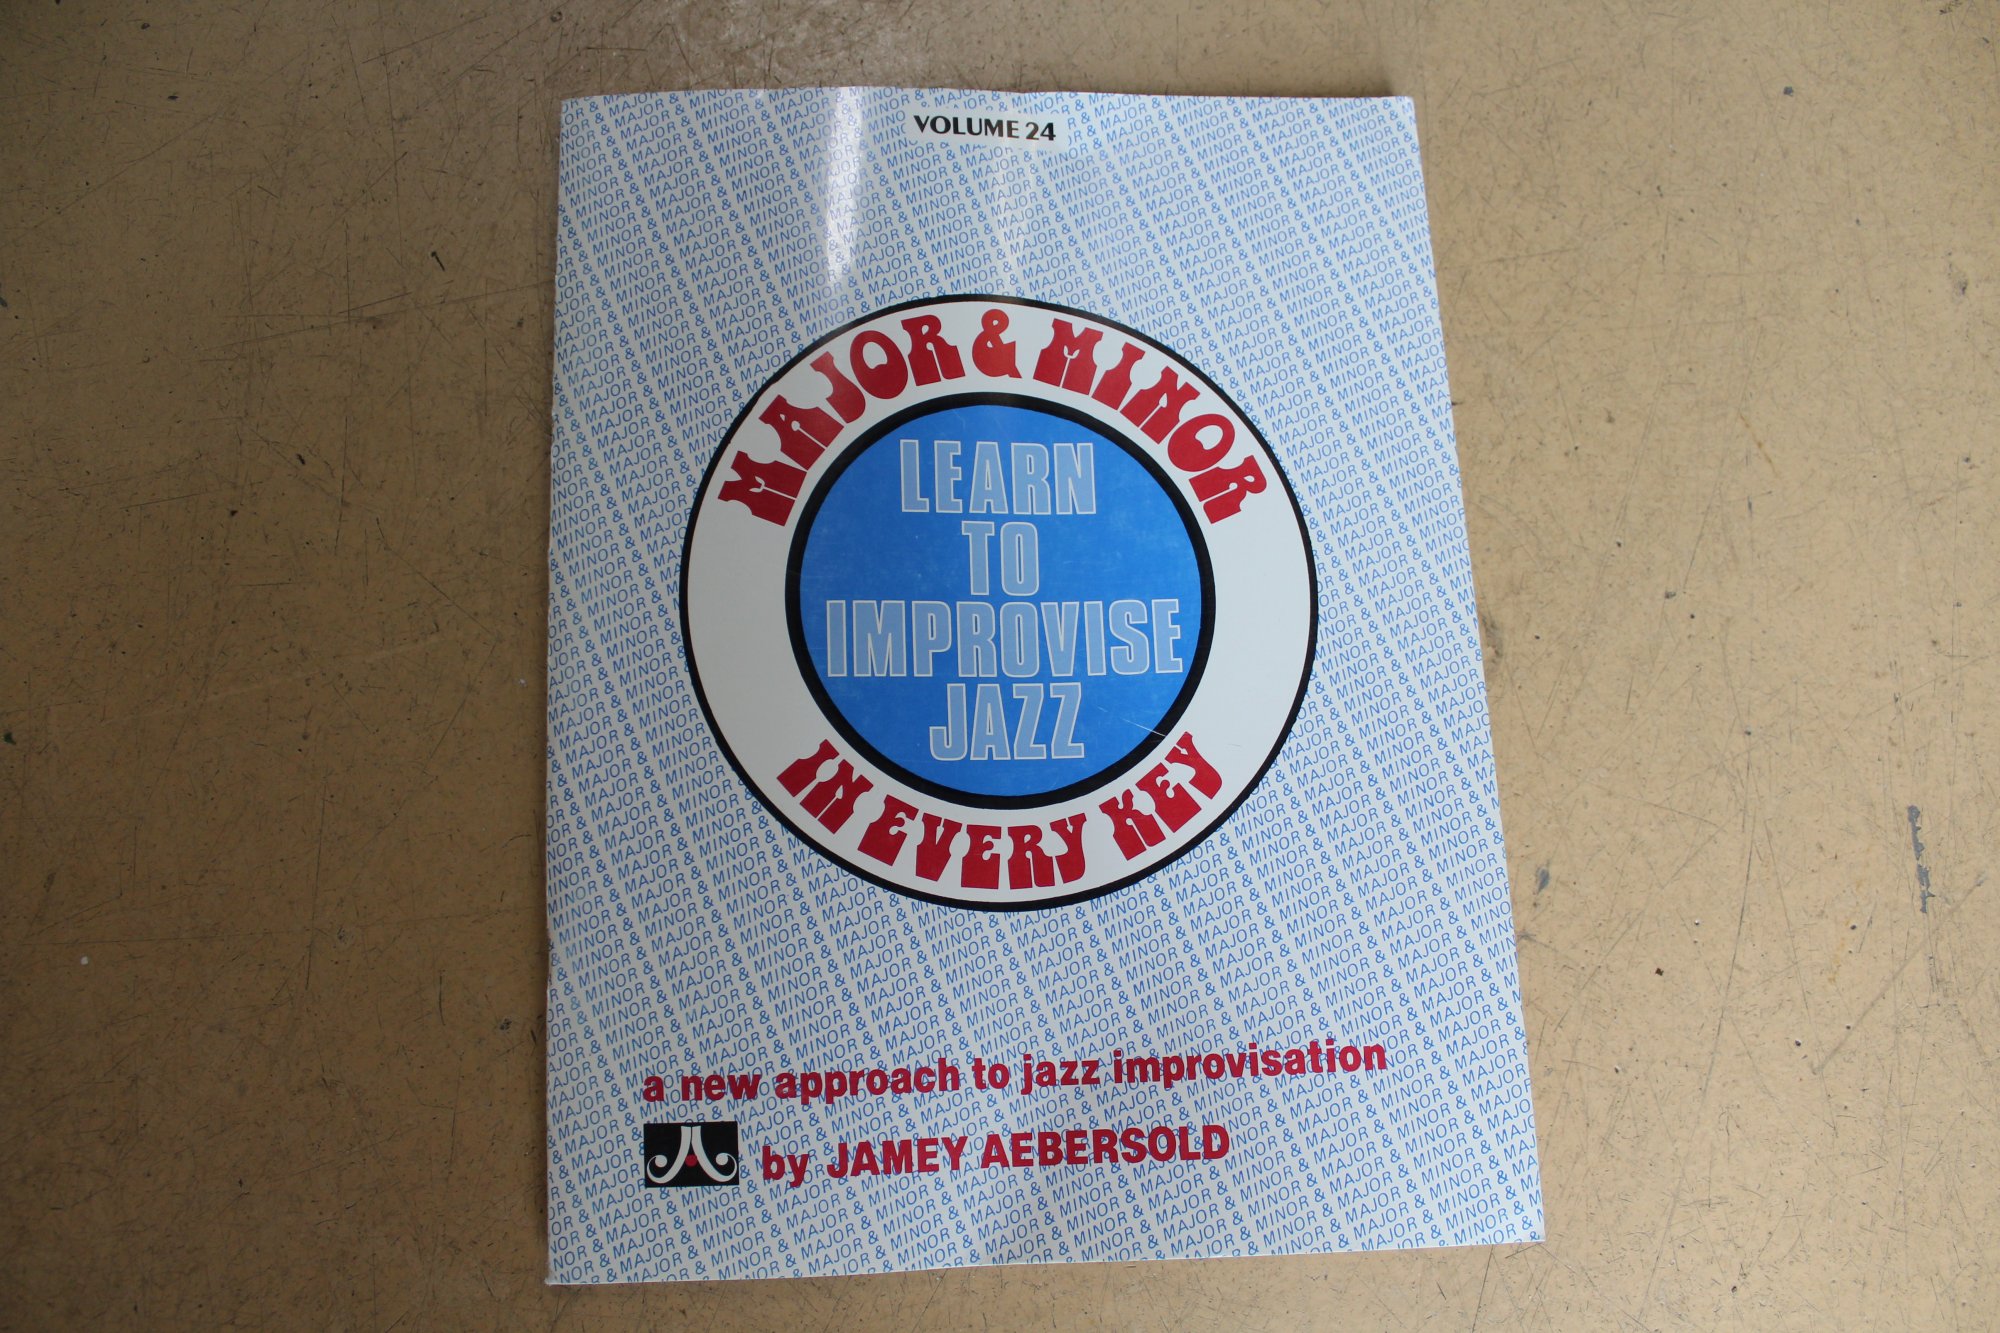 VOLUME 24
MAJOR & MINOR
LEARN
TO
IMPROVISE
JAZZ
IN EVERY KEY
a new approach to jazz improvisation
by JAMEY AEBERSOLD